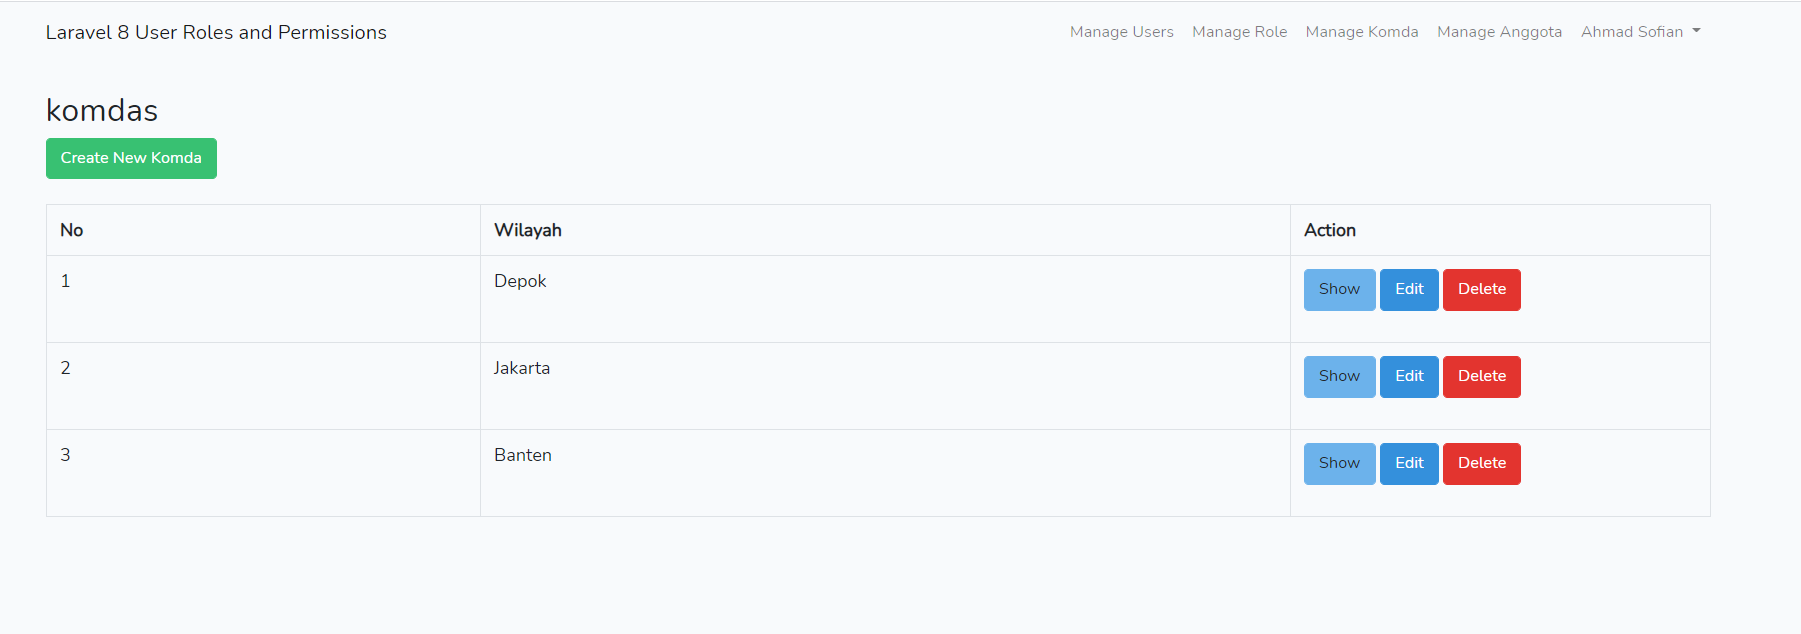 Laravel 8 User Roles and Permissions Manage Users Manage Role Manage Komda Manage Anggota Ahmad Sofian
komdas
Create New Komda
No Wilayah Action
1 Depok Show Edit Delete
2 Jakarta Show Edit Delete
3 Banten Show Edit Delete